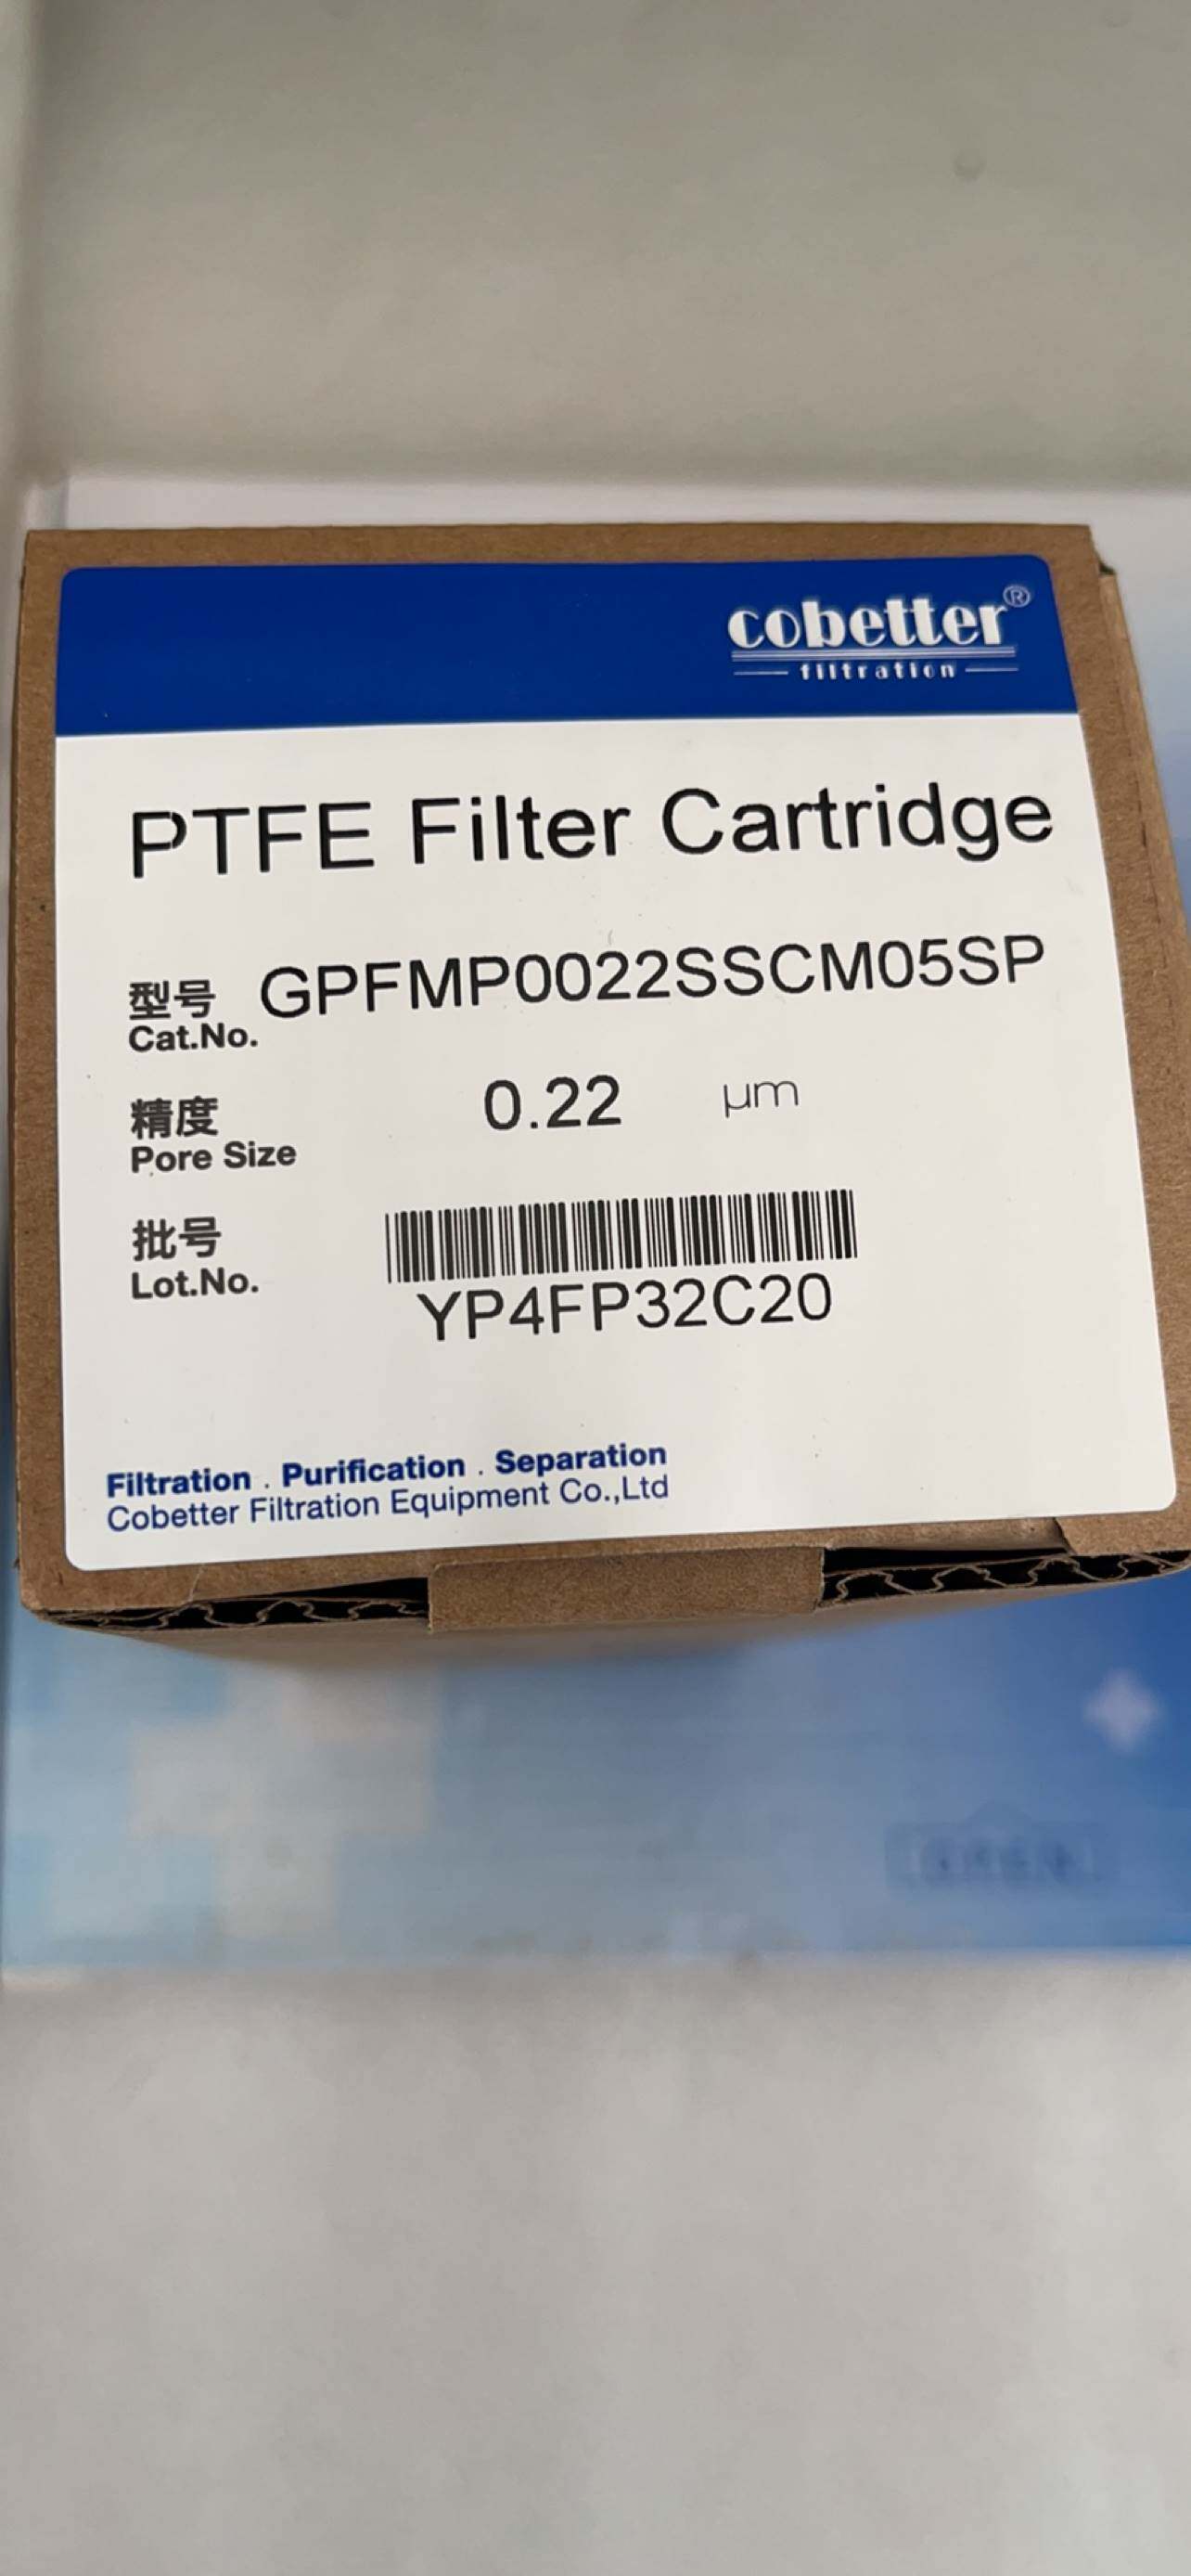 cobetter®
filtration
PTFE Filter Cartridge
型号 GPFMP0022SSCM05SP
Cat.No.
精度 0.22 μm
Pore Size
批号
Lot.No.
YP4FP32C20
Filtration . Purification . Separation
Cobetter Filtration Equipment Co.,Ltd